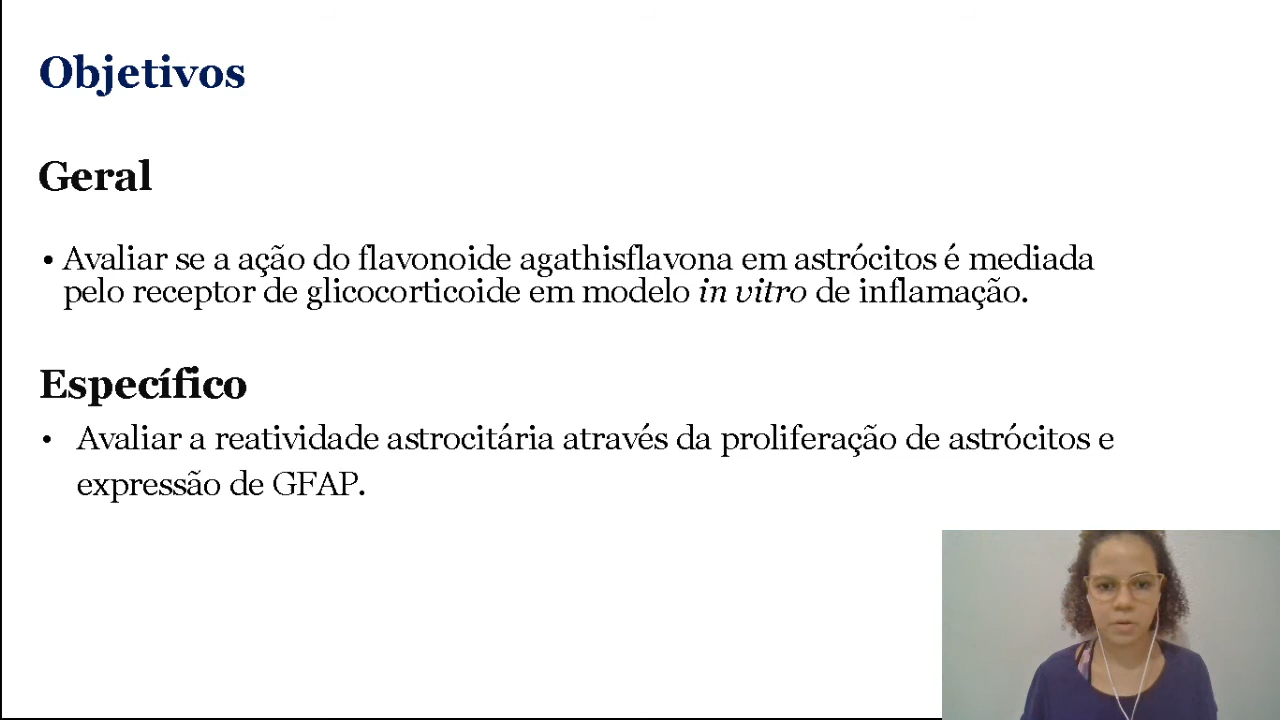 Objetivos
Geral
• Avaliar se a ação do flavonoide agathisflavona em astrócitos é mediada
pelo receptor de glicocorticoide em modelo in vitro de inflamação.
Específico
• Avaliar a reatividade astrocitária através da proliferação de astrócitos e
expressão de GFAP.